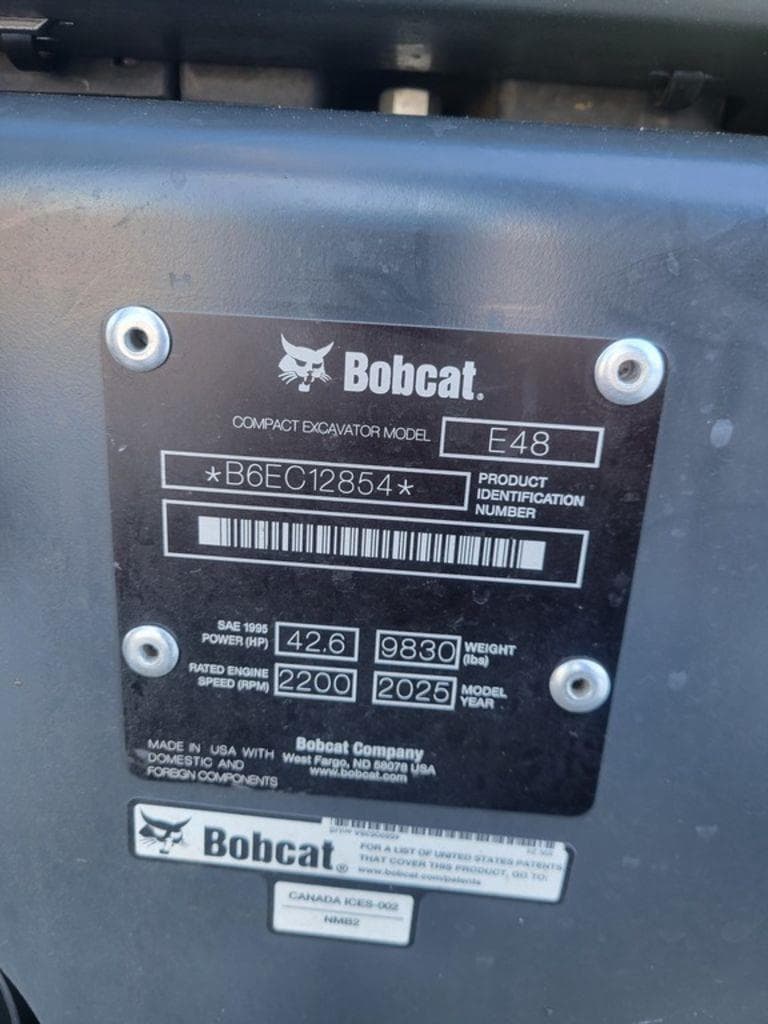 Bobcat.
COMPACT EXCAVATOR MODEL E48
*B6EC12854* PRODUCT
IDENTIFICATION
NUMBER
SAE 1995
POWER (HP) 42.6 9830 WEIGHT
(lbs)
RATED ENGINE
SPEED (RPM) 2200 2025 MODEL
YEAR
MADE IN USA WITH
DOMESTIC AND
FOREIGN COMPONENTS
Bobcat Company
West Fargo, ND 58078 USA
www.bobcat.com
Bobcat®
FOR A LIST OF UNITED STATES PATENTS
THAT COVER THIS PRODUCT, GO TO:
www.bobcat.com/patents
CANADA ICES-002
NMB2